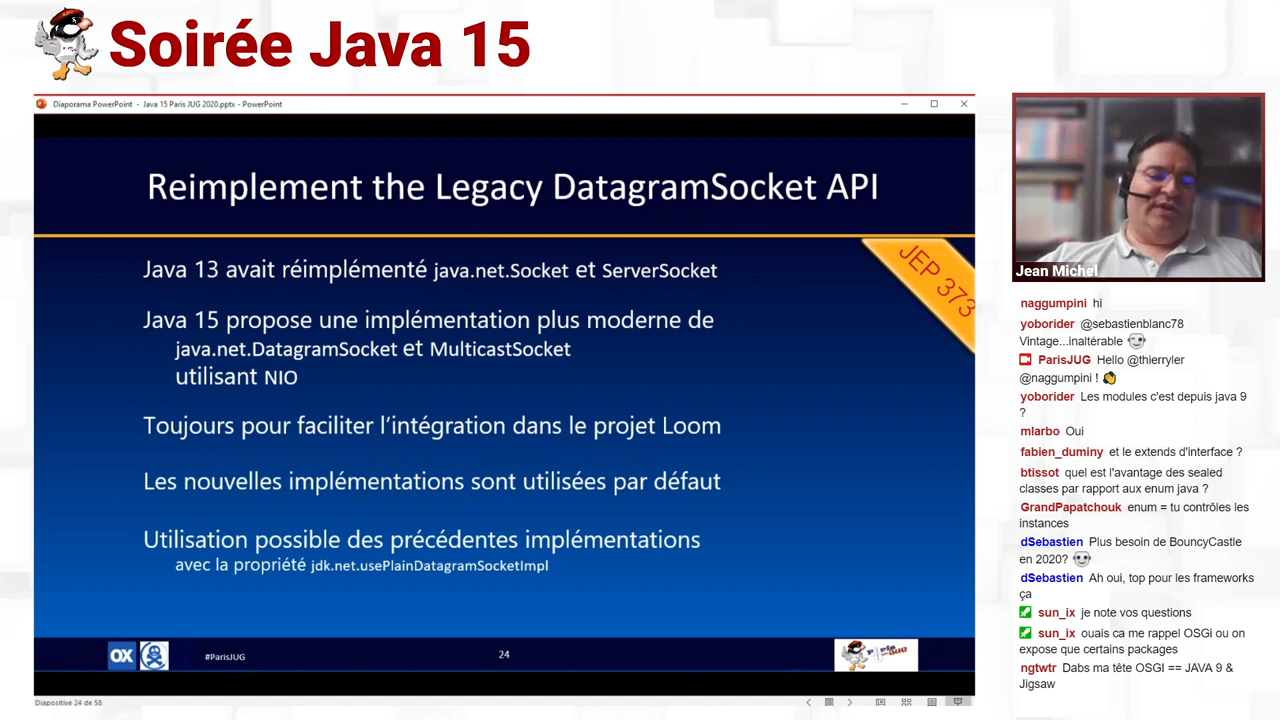 Soirée Java 15
Diaporama PowerPoint - Java 15 Paris JUG 2020.pptx - PowerPoint
Reimplement the Legacy DatagramSocket API
JEP 373
Java 13 avait réimplémenté java.net.Socket et ServerSocket
Java 15 propose une implémentation plus moderne de
java.net.DatagramSocket et MulticastSocket
utilisant NIO
Toujours pour faciliter l'intégration dans le projet Loom
Les nouvelles implémentations sont utilisées par défaut
Utilisation possible des précédentes implémentations
avec la propriété jdk.net.usePlainDatagramSocketImpl
OX
#ParisJUG
24
Diapositive 24 de 58
Jean Michel
naggumpini hi
yoborider @sebastienblanc78
Vintage...inaltérable
ParisJUG Hello @thierryler
@naggumpini !
yoborider Les modules c'est depuis java 9
?
mlarbo Oui
fabien_duminy et le extends d'interface ?
btissot quel est l'avantage des sealed
classes par rapport aux enum java ?
GrandPapatchouk enum = tu contrôles les
instances
dSebastien Plus besoin de BouncyCastle
en 2020?
dSebastien Ah oui, top pour les frameworks
ça
sun_ix je note vos questions
sun_ix ouais ca me rappel OSGi ou on
expose que certains packages
ngtwtr Dabs ma tête OSGI == JAVA 9 &
Jigsaw